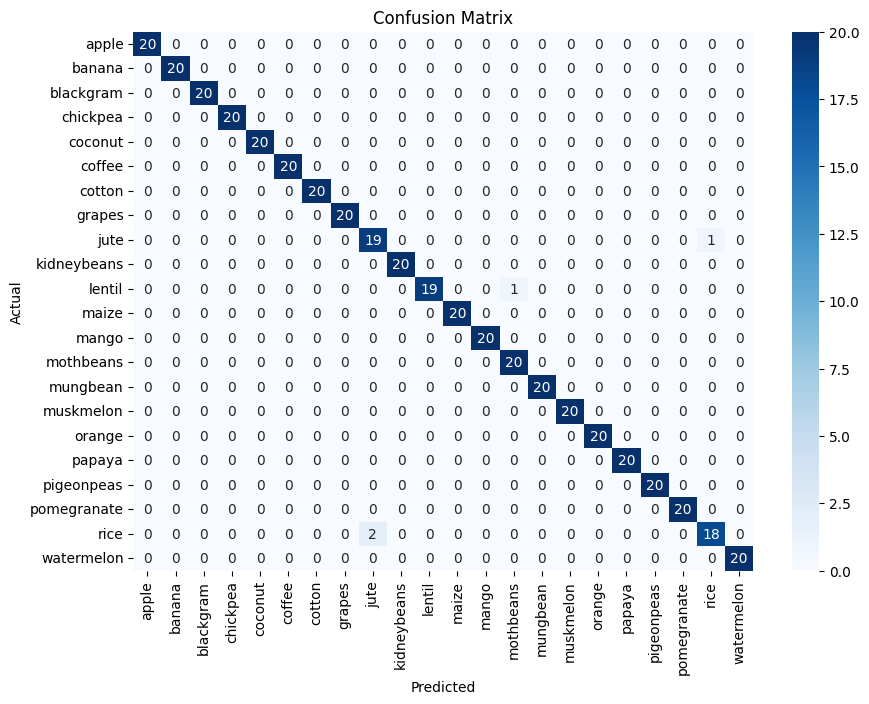 Confusion Matrix
apple 20 0 0 0 0 0 0 0 0 0 0 0 0 0 0 0 0 0 0 0 0 0
banana 0 20 0 0 0 0 0 0 0 0 0 0 0 0 0 0 0 0 0 0 0 0
blackgram 0 0 20 0 0 0 0 0 0 0 0 0 0 0 0 0 0 0 0 0 0 0
chickpea 0 0 0 20 0 0 0 0 0 0 0 0 0 0 0 0 0 0 0 0 0 0
coconut 0 0 0 0 20 0 0 0 0 0 0 0 0 0 0 0 0 0 0 0 0 0
coffee 0 0 0 0 0 20 0 0 0 0 0 0 0 0 0 0 0 0 0 0 0 0
cotton 0 0 0 0 0 0 20 0 0 0 0 0 0 0 0 0 0 0 0 0 0 0
grapes 0 0 0 0 0 0 0 20 0 0 0 0 0 0 0 0 0 0 0 0 0 0
jute 0 0 0 0 0 0 0 0 19 0 0 0 0 0 0 0 0 0 0 0 1 0
kidneybeans 0 0 0 0 0 0 0 0 0 20 0 0 0 0 0 0 0 0 0 0 0 0
lentil 0 0 0 0 0 0 0 0 0 0 19 0 0 1 0 0 0 0 0 0 0 0
maize 0 0 0 0 0 0 0 0 0 0 0 20 0 0 0 0 0 0 0 0 0 0
mango 0 0 0 0 0 0 0 0 0 0 0 0 20 0 0 0 0 0 0 0 0 0
mothbeans 0 0 0 0 0 0 0 0 0 0 0 0 0 20 0 0 0 0 0 0 0 0
mungbean 0 0 0 0 0 0 0 0 0 0 0 0 0 0 20 0 0 0 0 0 0 0
muskmelon 0 0 0 0 0 0 0 0 0 0 0 0 0 0 0 20 0 0 0 0 0 0
orange 0 0 0 0 0 0 0 0 0 0 0 0 0 0 0 0 20 0 0 0 0 0
papaya 0 0 0 0 0 0 0 0 0 0 0 0 0 0 0 0 0 20 0 0 0 0
pigeonpeas 0 0 0 0 0 0 0 0 0 0 0 0 0 0 0 0 0 0 20 0 0 0
pomegranate 0 0 0 0 0 0 0 0 0 0 0 0 0 0 0 0 0 0 0 20 0 0
rice 0 0 0 0 0 0 0 0 2 0 0 0 0 0 0 0 0 0 0 0 18 0
watermelon 0 0 0 0 0 0 0 0 0 0 0 0 0 0 0 0 0 0 0 0 0 20
Actual
apple
banana
blackgram
chickpea
coconut
coffee
cotton
grapes
jute
kidneybeans
lentil
maize
mango
mothbeans
mungbean
muskmelon
orange
papaya
pigeonpeas
pomegranate
rice
watermelon
Predicted
20.0
17.5
15.0
12.5
10.0
7.5
5.0
2.5
0.0